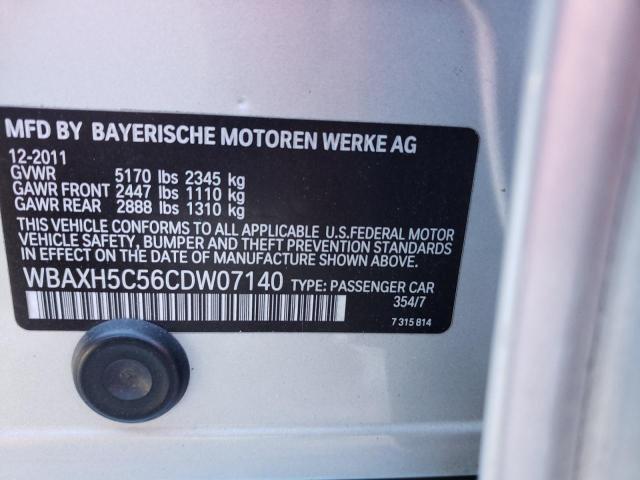 MFD BY BAYERISCHE MOTOREN WERKE AG
12-2011
GVWR 5170 lbs 2345 kg
GAWR FRONT 2447 lbs 1110 kg
GAWR REAR 2888 lbs 1310 kg
THIS VEHICLE CONFORMS TO ALL APPLICABLE U.S.FEDERAL MOTOR
VEHICLE SAFETY, BUMPER AND THEFT PREVENTION STANDARDS
IN EFFECT ON THE DATE OF MANUFACTURE SHOWN ABOVE.
WBAXH5C56CDW07140 TYPE: PASSENGER CAR
354/7
7 315 814